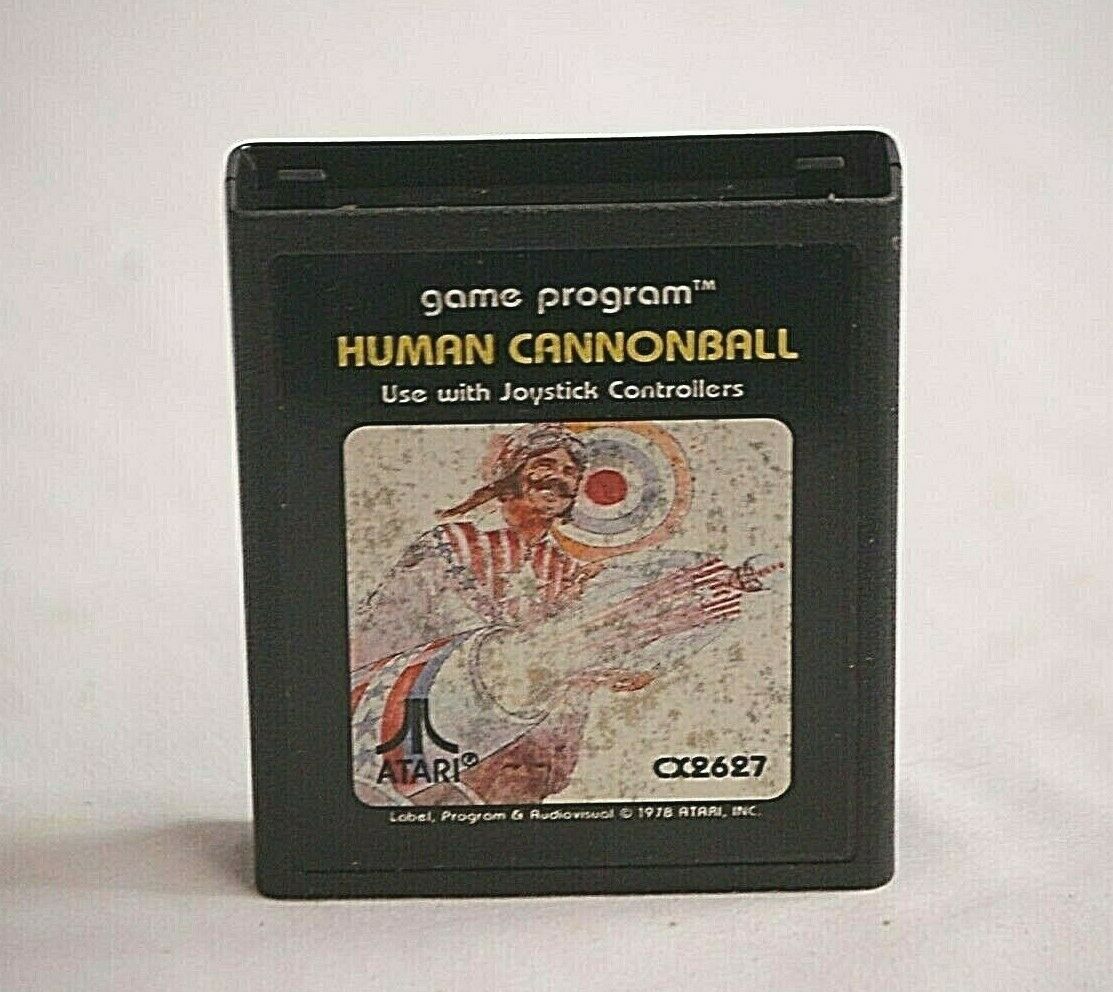 game program™
HUMAN CANNONBALL
Use with Joystick Controllers
ATARI®
CX2627
Label, Program & Audiovisual © 1978 ATARI, INC.